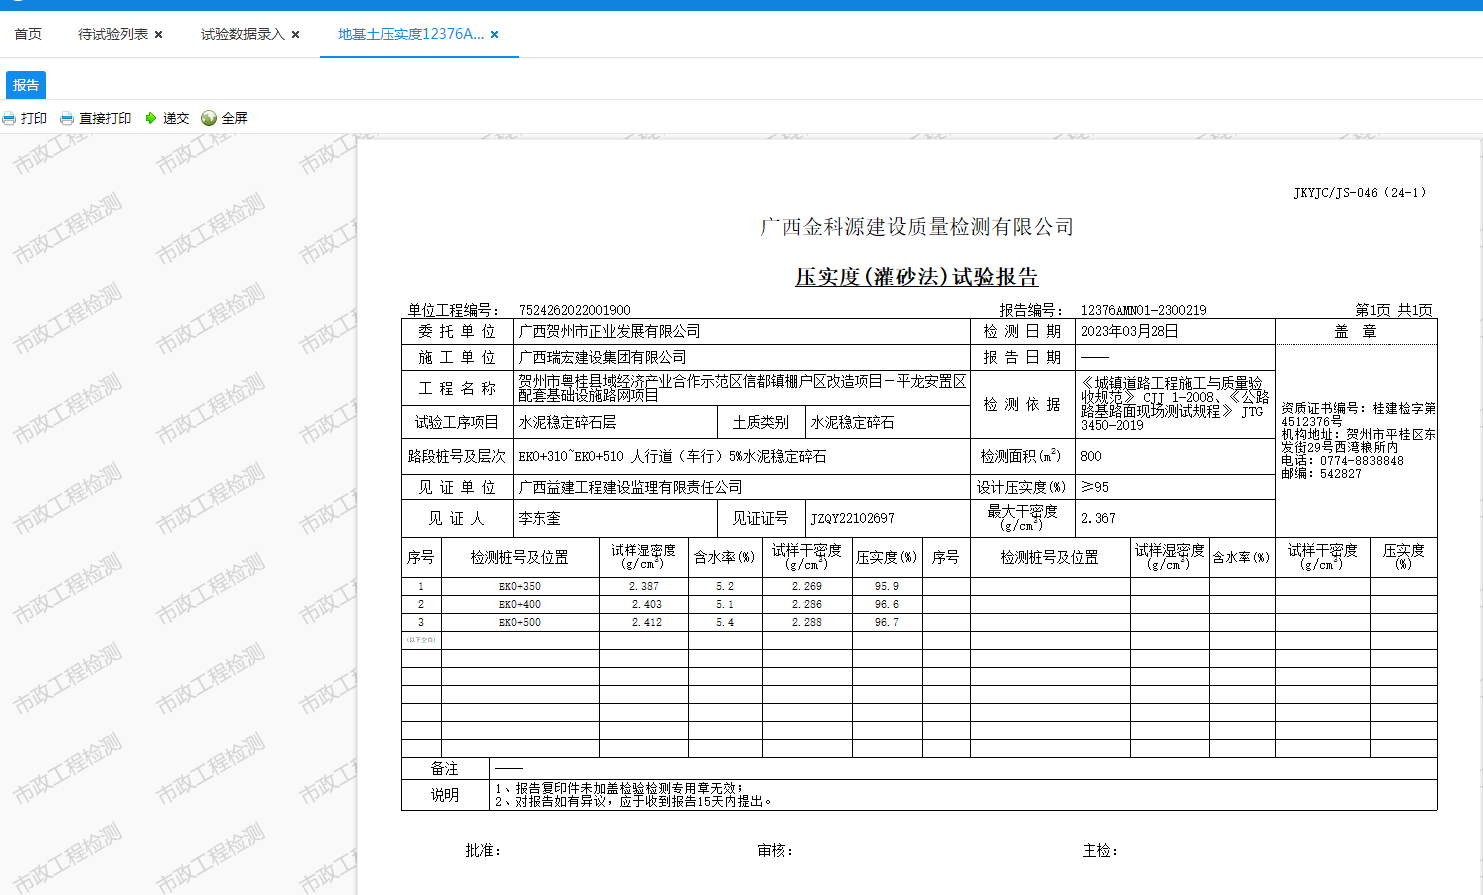 首页 待试验列表 × 试验数据录入 × 地基土压实度12376A... ×
报告
打印 直接打印 递交 全屏
市政工程检测
JKYJC/JS-046（24-1）
广西金科源建设质量检测有限公司
压实度(灌砂法)试验报告
单位工程编号： 7524262022001900 报告编号： 12376AMN01-2300219 第1页 共1页
委托单位 广西贺州市正业发展有限公司 检测日期 2023年03月28日 盖 章
施工单位 广西瑞宏建设集团有限公司 报告日期 ——
工程名称 贺州市粤桂县域经济产业合作示范区信都镇棚户区改造项目－平龙安置区
配套基础设施路网项目
检测依据 《城镇道路工程施工与质量验
收规范》 CJJ 1-2008、《公路
路基路面现场测试规程》 JTG
3450-2019
资质证书编号：桂建检字第
4512376号
机构地址：贺州市平桂区东
发街29号西湾粮所内
电话：0774-8838848
邮编：542827
试验工序项目 水泥稳定碎石层 土质类别 水泥稳定碎石
路段桩号及层次 EK0+310~EK0+510 人行道（车行）5%水泥稳定碎石 检测面积(m²) 800
见证单位 广西益建工程建设监理有限责任公司 设计压实度(%) ≥95
见证人 李东奎 见证证号 JZQY22102697 最大干密度
(g/cm³) 2.367
序号 检测桩号及位置 试样湿密度
(g/cm³) 含水率(%) 试样干密度
(g/cm³) 压实度(%) 序号 检测桩号及位置 试样湿密度
(g/cm³) 含水率(%) 试样干密度
(g/cm³) 压实度
(%)
1 EK0+350 2.387 5.2 2.269 95.9
2 EK0+400 2.403 5.1 2.286 96.6
3 EK0+500 2.412 5.4 2.288 96.7
(以下空白)
备注 ——
说明 1、报告复印件未加盖检验检测专用章无效；
2、对报告如有异议，应于收到报告15天内提出。
批准： 审核： 主检：